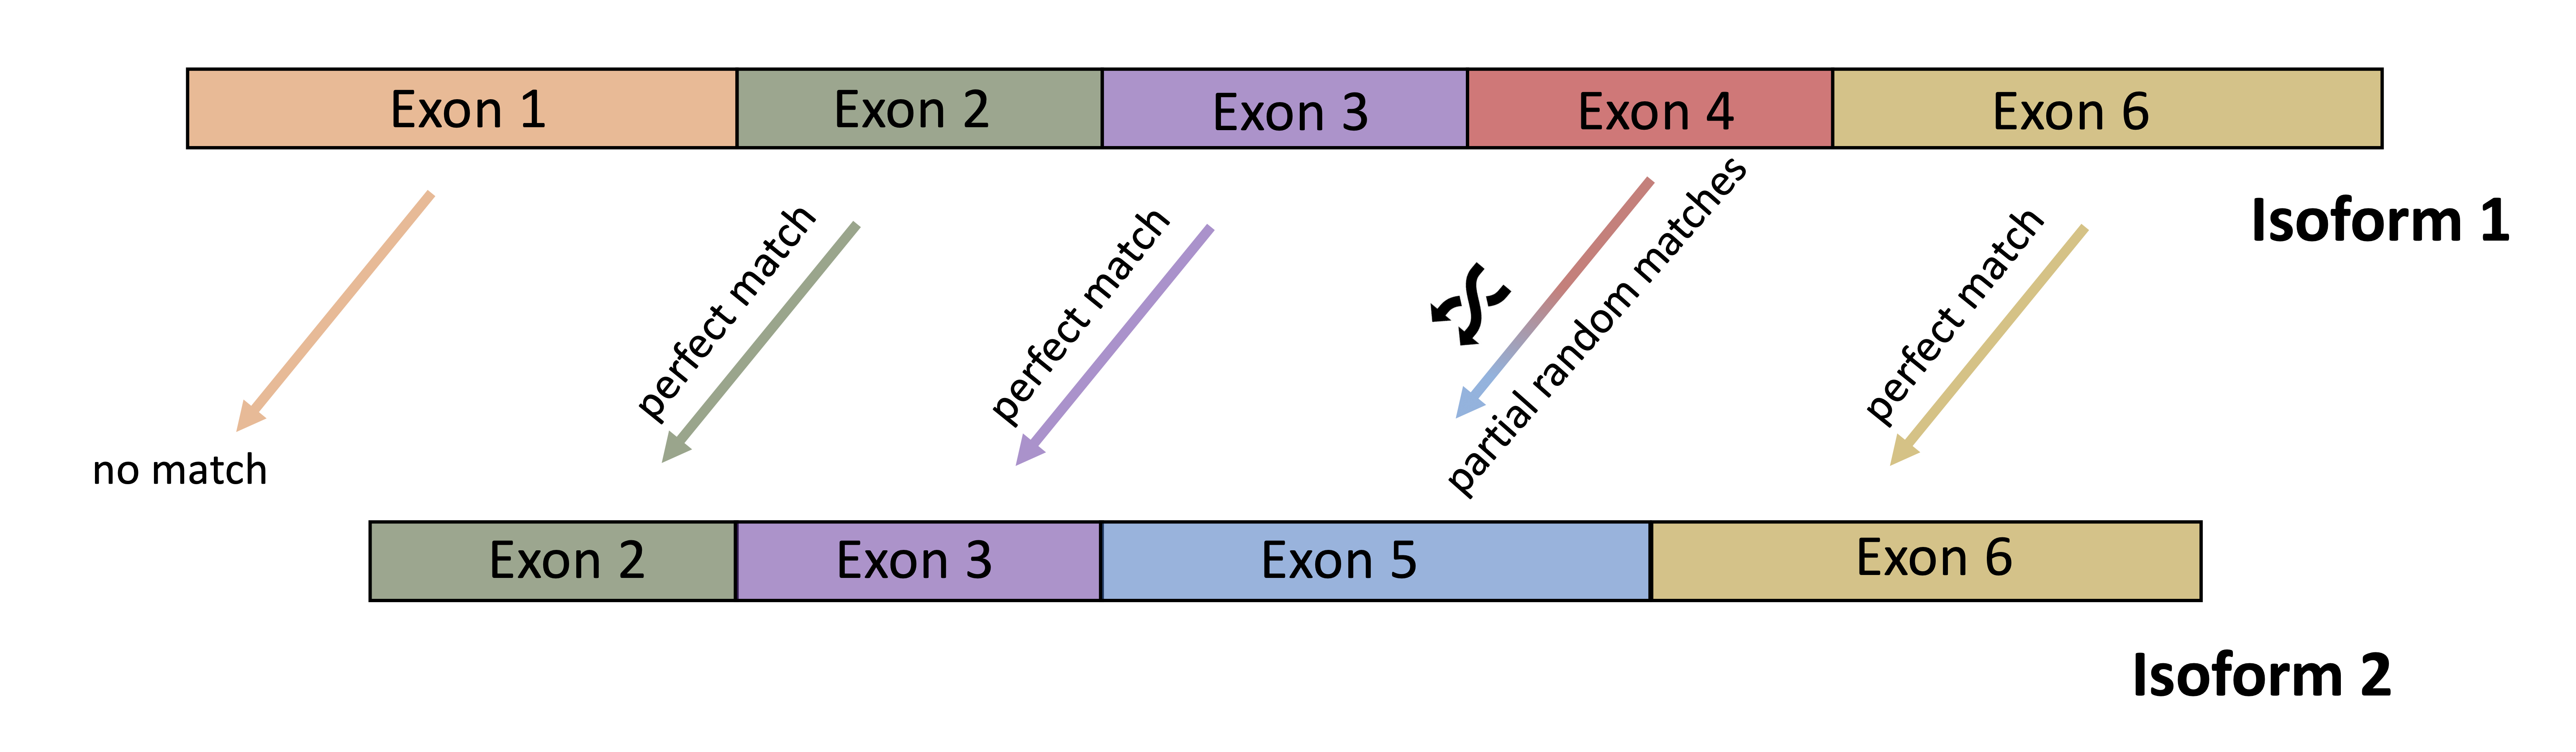 Exon 1
Exon 2
Exon 3
Exon 4
Exon 6
Isoform 1
no match
perfect match
perfect match
partial random matches
perfect match
Exon 2
Exon 3
Exon 5
Exon 6
Isoform 2